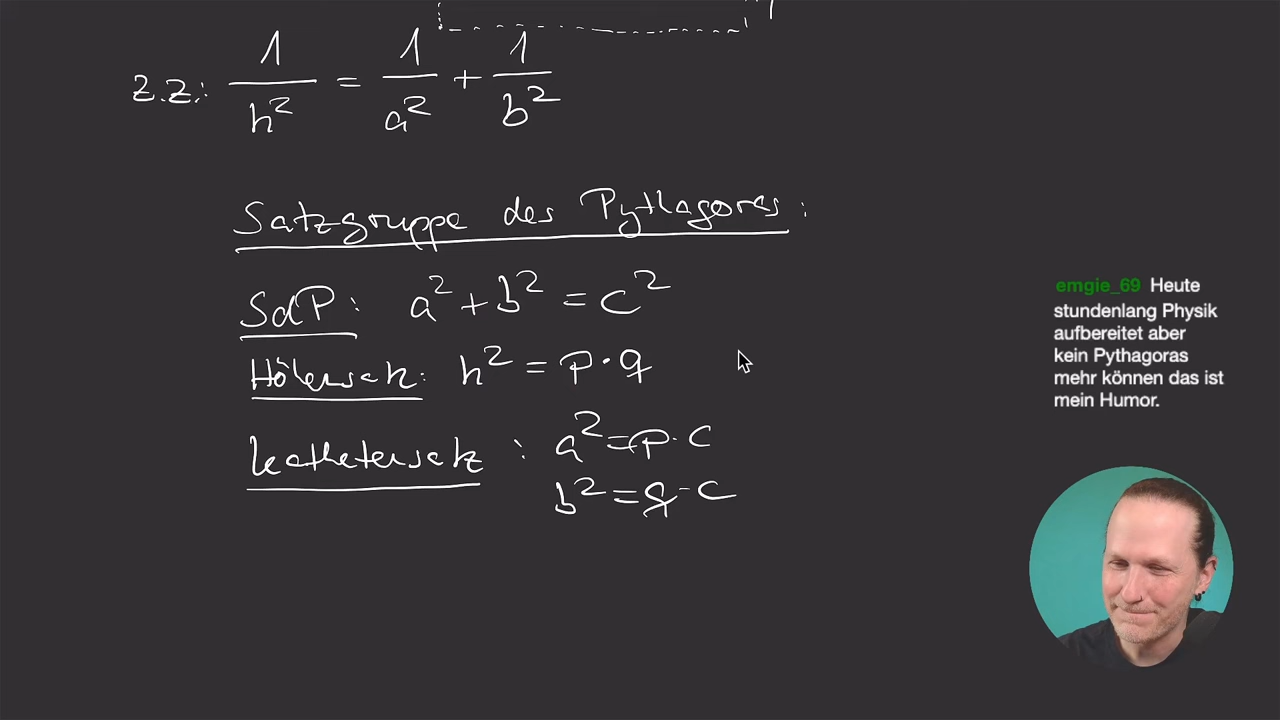 z.z.: 1/h² = 1/a² + 1/b²
Satzgruppe des Pythagoras:
SdP: a² + b² = c²
Höhensatz: h² = p · q
Kathetensatz : a² = p · c
b² = q · c
emgie_69 Heute
stundenlang Physik
aufbereitet aber
kein Pythagoras
mehr können das ist
mein Humor.